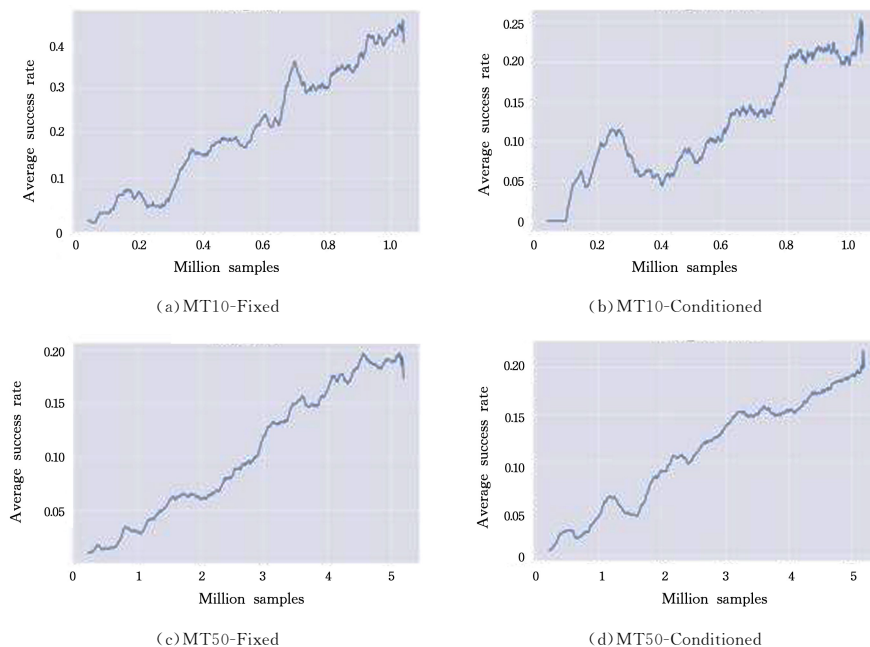 Average success rate
0.4
0.3
0.2
0.1
0
0 0.2 0.4 0.6 0.8 1.0
Million samples
(a)MT10-Fixed
Average success rate
0.25
0.20
0.15
0.10
0.05
0
0 0.2 0.4 0.6 0.8 1.0
Million samples
(b)MT10-Conditioned
Average success rate
0.20
0.15
0.10
0.05
0 1 2 3 4 5
Million samples
(c)MT50-Fixed
Average success rate
0.20
0.15
0.10
0.05
0
0 1 2 3 4 5
Million samples
(d)MT50-Conditioned